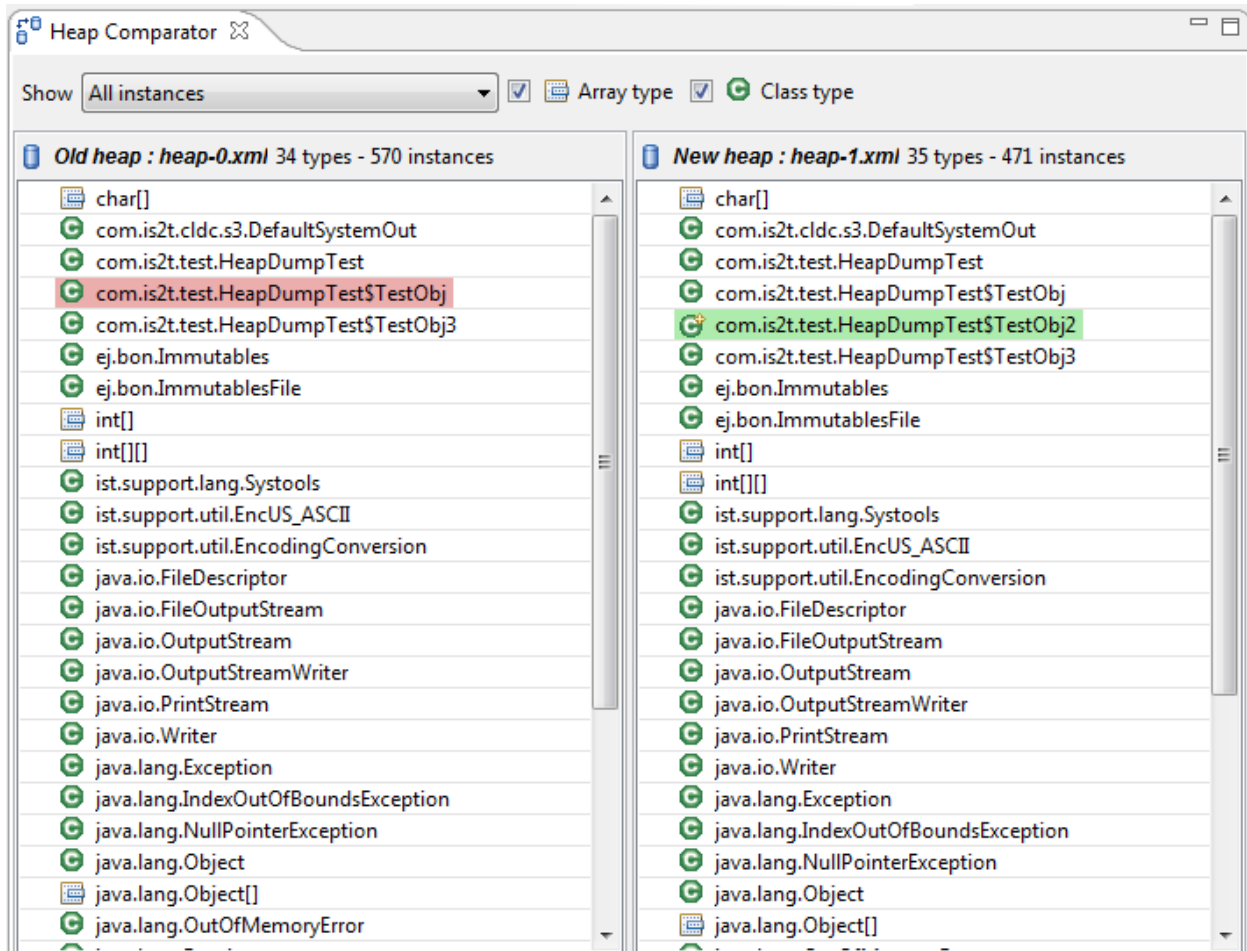 Heap Comparator
Show All instances Array type Class type
Old heap : heap-0.xml 34 types - 570 instances
char[]
com.is2t.cldc.s3.DefaultSystemOut
com.is2t.test.HeapDumpTest
com.is2t.test.HeapDumpTest$TestObj
com.is2t.test.HeapDumpTest$TestObj3
ej.bon.Immutables
ej.bon.ImmutablesFile
int[]
int[][]
ist.support.lang.Systools
ist.support.util.EncUS_ASCII
ist.support.util.EncodingConversion
java.io.FileDescriptor
java.io.FileOutputStream
java.io.OutputStream
java.io.OutputStreamWriter
java.io.PrintStream
java.io.Writer
java.lang.Exception
java.lang.IndexOutOfBoundsException
java.lang.NullPointerException
java.lang.Object
java.lang.Object[]
java.lang.OutOfMemoryError
New heap : heap-1.xml 35 types - 471 instances
char[]
com.is2t.cldc.s3.DefaultSystemOut
com.is2t.test.HeapDumpTest
com.is2t.test.HeapDumpTest$TestObj
com.is2t.test.HeapDumpTest$TestObj2
com.is2t.test.HeapDumpTest$TestObj3
ej.bon.Immutables
ej.bon.ImmutablesFile
int[]
int[][]
ist.support.lang.Systools
ist.support.util.EncUS_ASCII
ist.support.util.EncodingConversion
java.io.FileDescriptor
java.io.FileOutputStream
java.io.OutputStream
java.io.OutputStreamWriter
java.io.PrintStream
java.io.Writer
java.lang.Exception
java.lang.IndexOutOfBoundsException
java.lang.NullPointerException
java.lang.Object
java.lang.Object[]